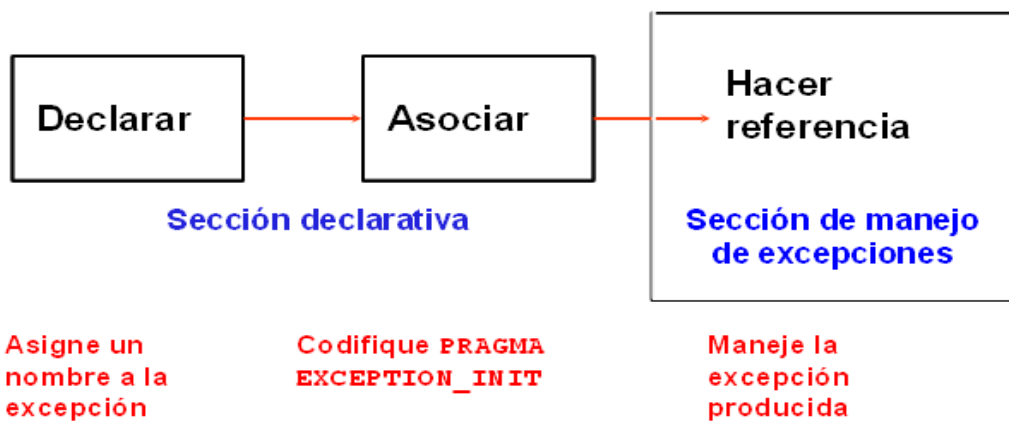 Declarar
Asociar
Hacer
referencia
Sección declarativa
Sección de manejo
de excepciones
Asigne un
nombre a la
excepción
Codifique PRAGMA
EXCEPTION_INIT
Maneje la
excepción
producida